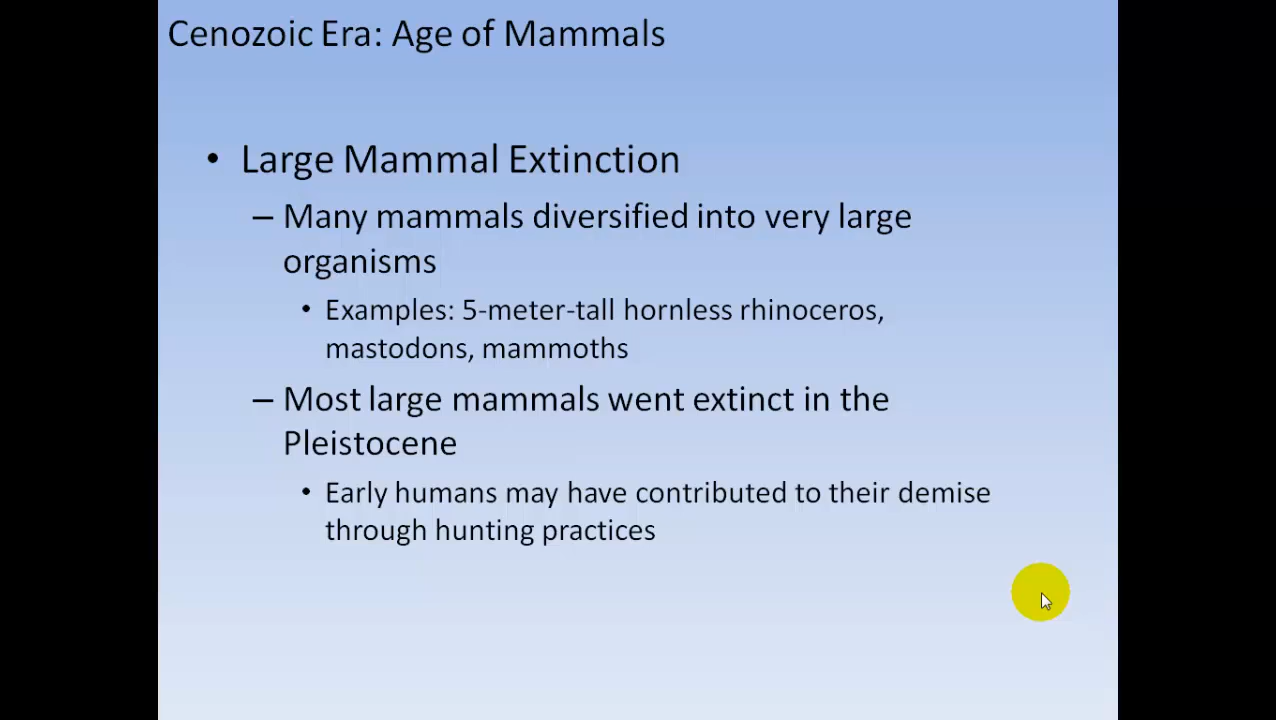 Cenozoic Era: Age of Mammals
• Large Mammal Extinction
– Many mammals diversified into very large
organisms
• Examples: 5-meter-tall hornless rhinoceros,
mastodons, mammoths
– Most large mammals went extinct in the
Pleistocene
• Early humans may have contributed to their demise
through hunting practices